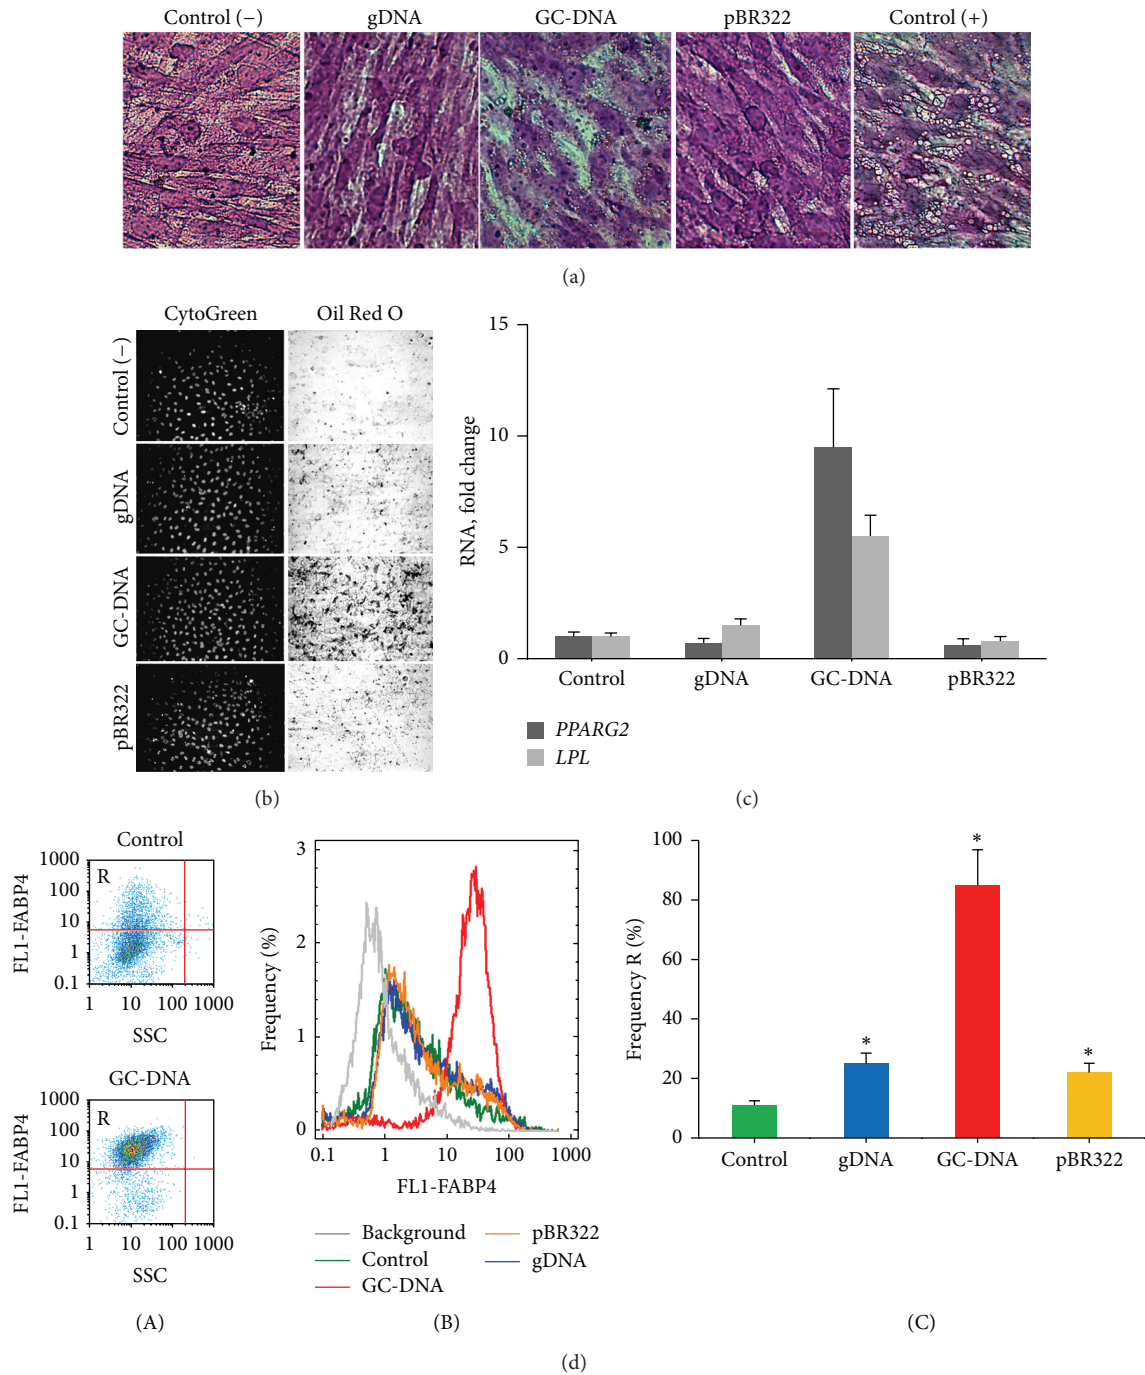 Control (−) gDNA GC-DNA pBR322 Control (+)
(a)
CytoGreen Oil Red O
Control (−)
gDNA
GC-DNA
pBR322
(b)
RNA, fold change
15
10
5
0
Control gDNA GC-DNA pBR322
PPARG2
LPL
(c)
Control
FL1-FABP4
1000
100
10
1
0.1
R
1 10 100 1000
SSC
GC-DNA
FL1-FABP4
1000
100
10
1
0.1
R
1 10 100 1000
SSC
(A)
Frequency (%)
3
2
1
0
0.1 1 10 100 1000
FL1-FABP4
Background
Control
GC-DNA
pBR322
gDNA
(B)
Frequency R (%)
100
80
60
40
20
0
* * *
Control gDNA GC-DNA pBR322
(C)
(d)